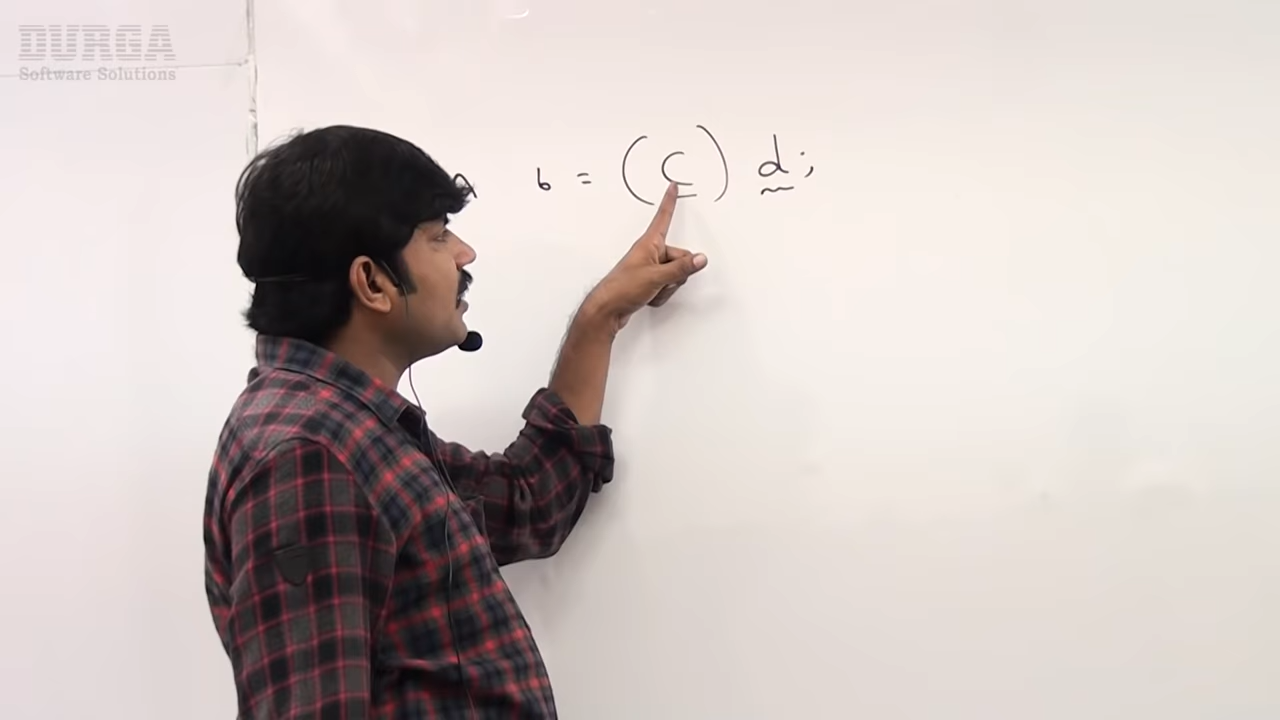 DURGA
Software Solutions
A b = (C) d;